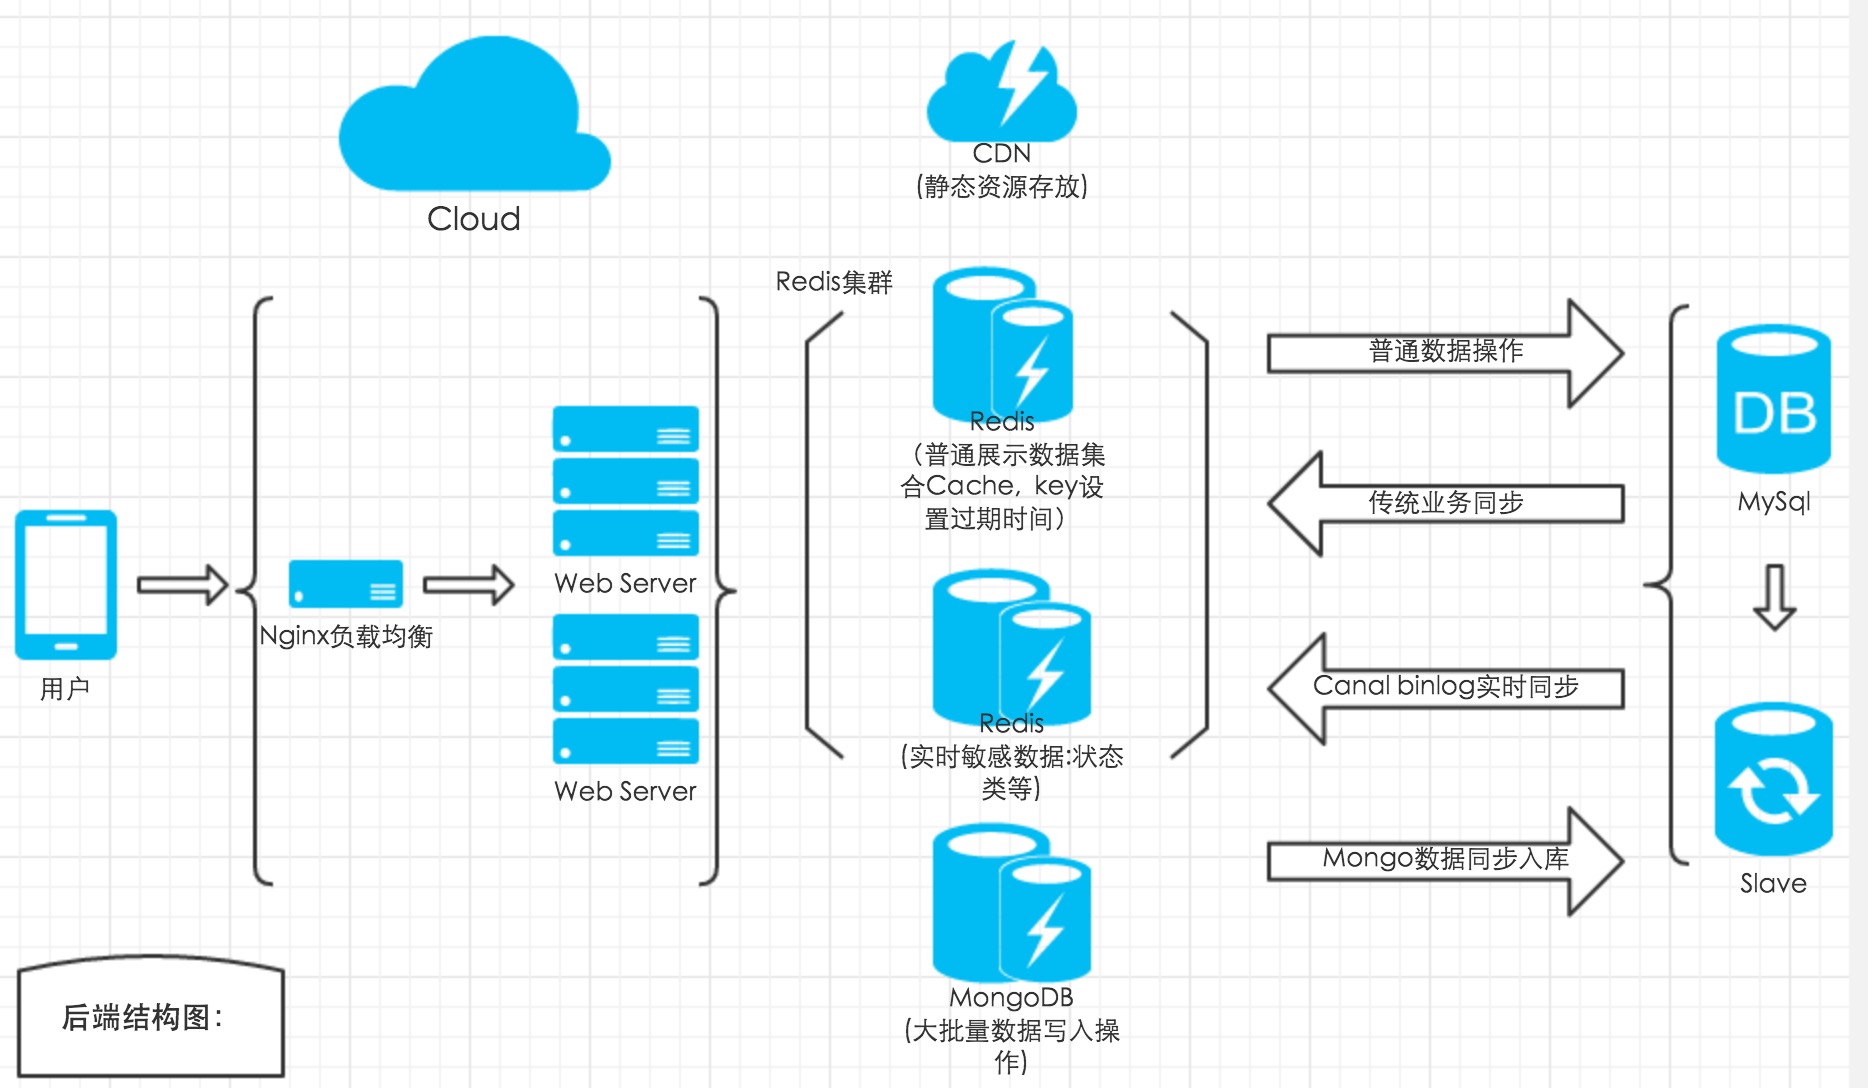 Cloud
CDN
(静态资源存放)
Redis集群
Redis
（普通展示数据集
合Cache，key设
置过期时间）
Redis
(实时敏感数据:状态
类等)
MongoDB
(大批量数据写入操
作)
用户
Nginx负载均衡
Web Server
Web Server
普通数据操作
传统业务同步
Canal binlog实时同步
Mongo数据同步入库
DB
MySql
Slave
后端结构图：